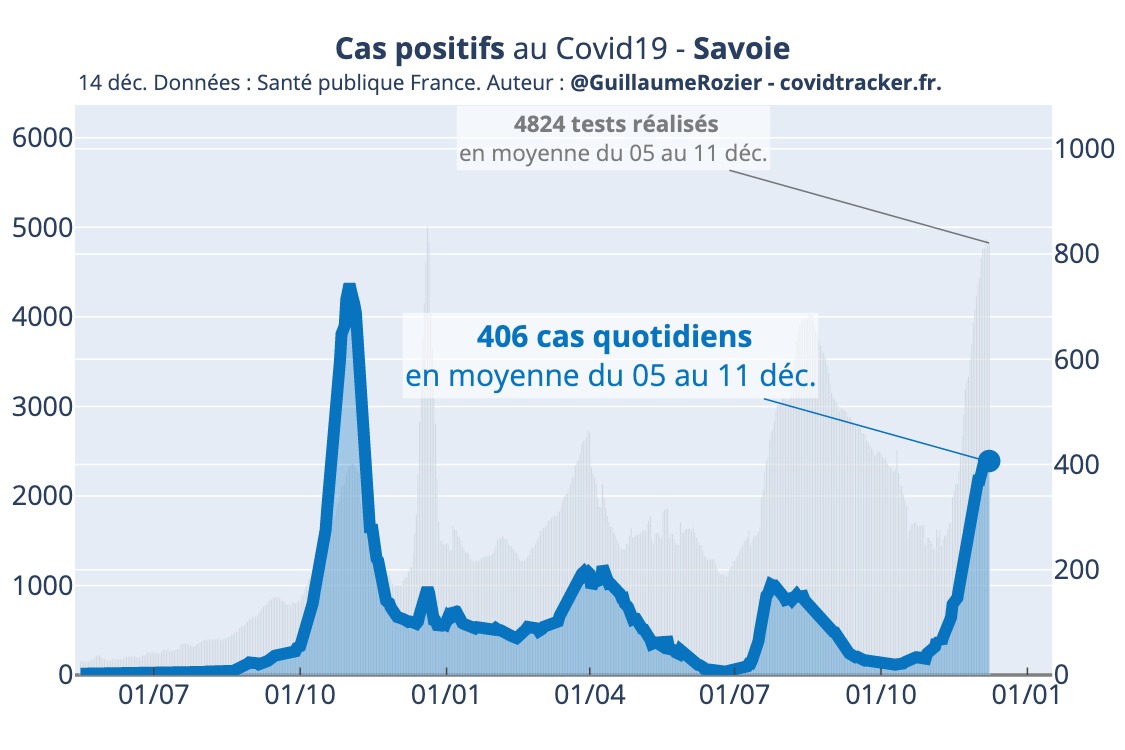 Cas positifs au Covid19 - Savoie
14 déc. Données : Santé publique France. Auteur : @GuillaumeRozier - covidtracker.fr.
4824 tests réalisés
en moyenne du 05 au 11 déc.
406 cas quotidiens
en moyenne du 05 au 11 déc.
6000
5000
4000
3000
2000
1000
0
1000
800
600
400
200
0
01/07 01/10 01/01 01/04 01/07 01/10 01/01